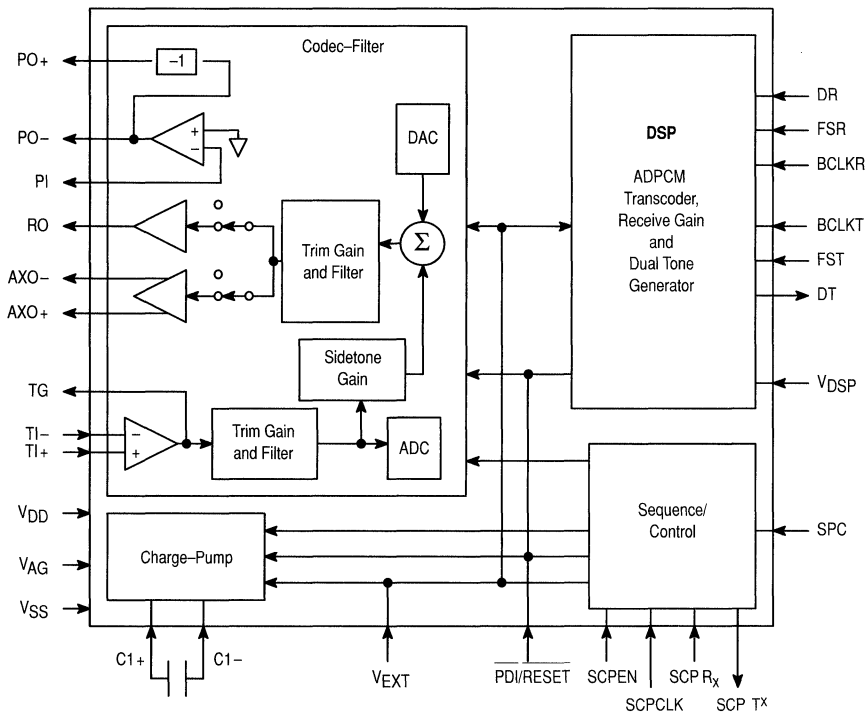 Codec–Filter
PO+
–1
PO–
+
–
PI
RO
AXO–
AXO+
DAC
Σ
Trim Gain
and Filter
Sidetone
Gain
TG
TI–
TI+
–
+
Trim Gain
and Filter
ADC
DSP
ADPCM
Transcoder,
Receive Gain
and
Dual Tone
Generator
DR
FSR
BCLKR
BCLKT
FST
DT
VDSP
VDD
VAG
VSS
Charge–Pump
Sequence/
Control
SPC
C1+
C1–
VEXT
PDI/RESET
SCPEN
SCPCLK
SCP RX
SCP TX